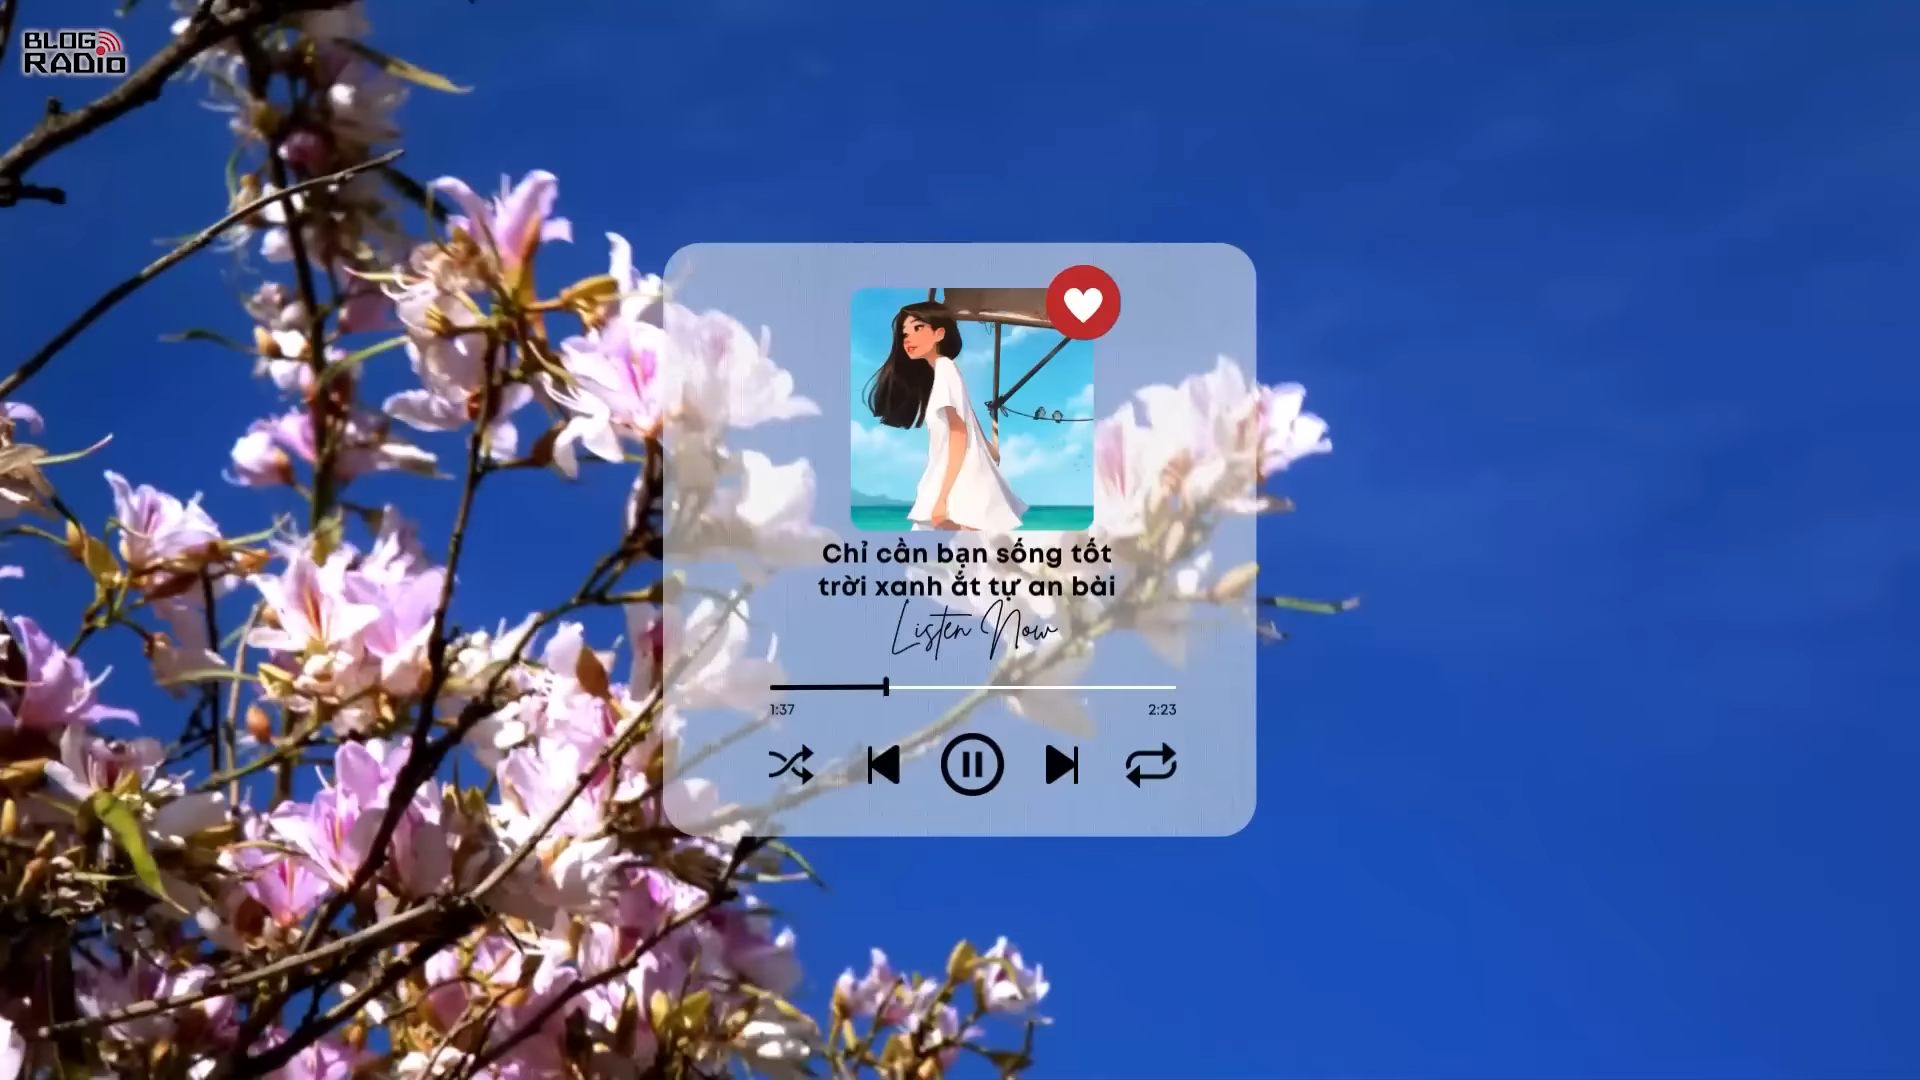 BLOG
RADIO
Chỉ cần bạn sống tốt
trời xanh ắt tự an bài
Listen Now
1:37
2:23